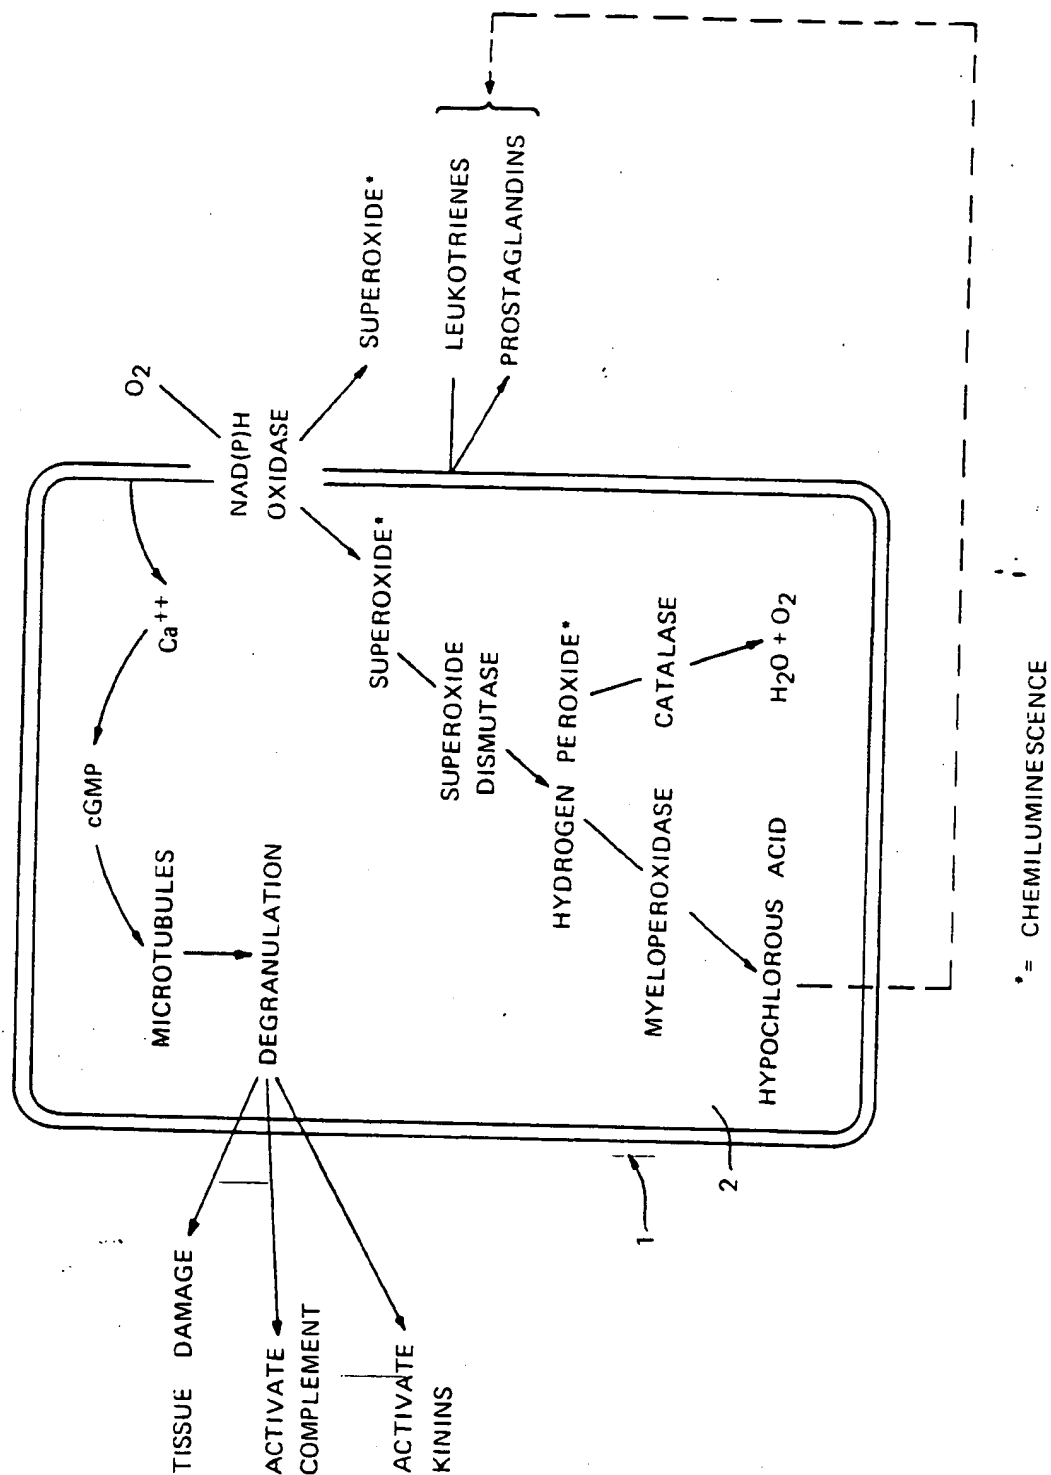 O2
NAD(P)H
OXIDASE
SUPEROXIDE*
LEUKOTRIENES
PROSTAGLANDINS
Ca++
cGMP
MICROTUBULES
DEGRANULATION
TISSUE DAMAGE
ACTIVATE
COMPLEMENT
ACTIVATE
KININS
SUPEROXIDE*
SUPEROXIDE
DISMUTASE
HYDROGEN PEROXIDE*
MYELOPEROXIDASE
CATALASE
HYPOCHLOROUS ACID
H2O + O2
1
2
* = CHEMILUMINESCENCE